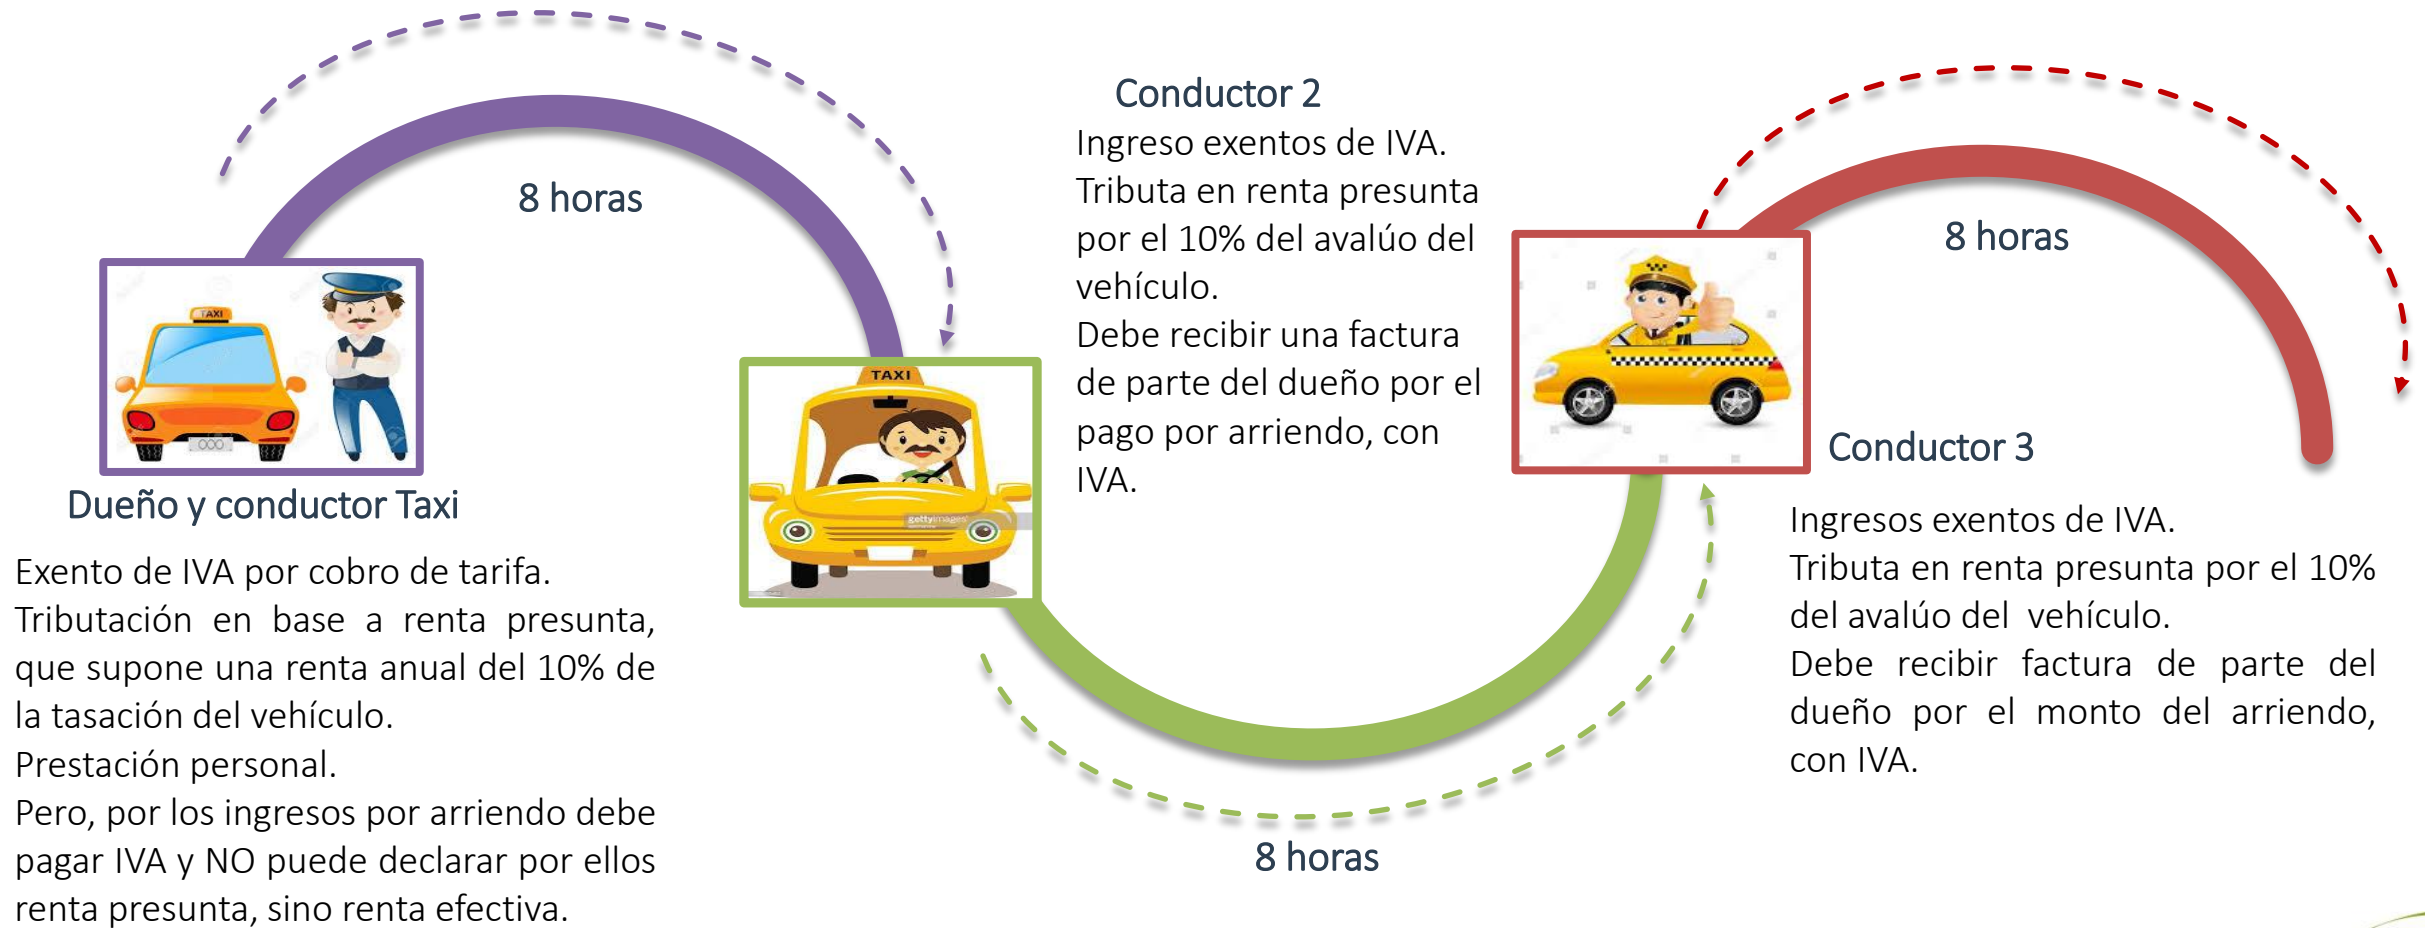 8 horas
TAXI
000
Dueño y conductor Taxi
Exento de IVA por cobro de tarifa.
Tributación en base a renta presunta,
que supone una renta anual del 10% de
la tasación del vehículo.
Prestación personal.
Pero, por los ingresos por arriendo debe
pagar IVA y NO puede declarar por ellos
renta presunta, sino renta efectiva.
TAXI
gettyimages
Conductor 2
Ingreso exentos de IVA.
Tributa en renta presunta
por el 10% del avalúo del
vehículo.
Debe recibir una factura
de parte del dueño por el
pago por arriendo, con
IVA.
8 horas
8 horas
Conductor 3
Ingresos exentos de IVA.
Tributa en renta presunta por el 10%
del avalúo del vehículo.
Debe recibir factura de parte del
dueño por el monto del arriendo,
con IVA.